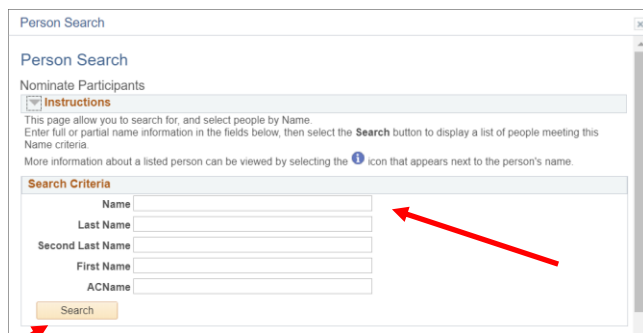 Person Search
Person Search
Nominate Participants
Instructions
This page allow you to search for, and select people by Name.
Enter full or partial name information in the fields below, then select the Search button to display a list of people meeting this
Name criteria.
More information about a listed person can be viewed by selecting the icon that appears next to the person's name.
Search Criteria
Name
Last Name
Second Last Name
First Name
ACName
Search